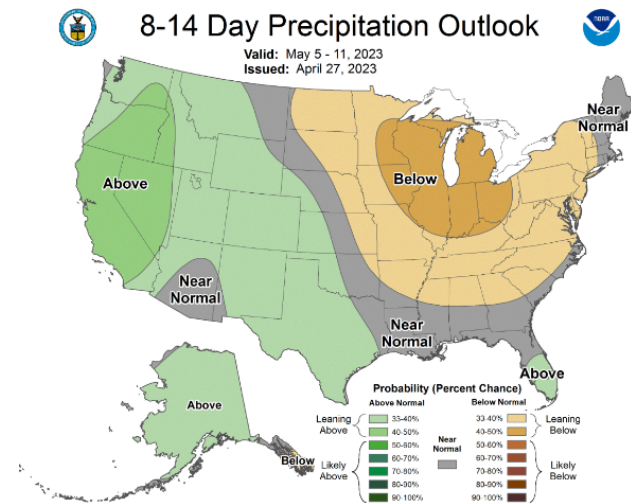 8-14 Day Precipitation Outlook
NOAA
Valid: May 5 - 11, 2023
Issued: April 27, 2023
Near
Normal
Above
Below
Near
Normal
Near
Normal
Above
Above
Below
Probability (Percent Chance)
Above Normal
Below Normal
Leaning
Above
33-40%
40-50%
Likely
Above
50-60%
60-70%
70-80%
80-90%
90-100%
Near
Normal
33-40%
40-50%
Leaning
Below
50-60%
60-70%
70-80%
80-90%
90-100%
Likely
Below